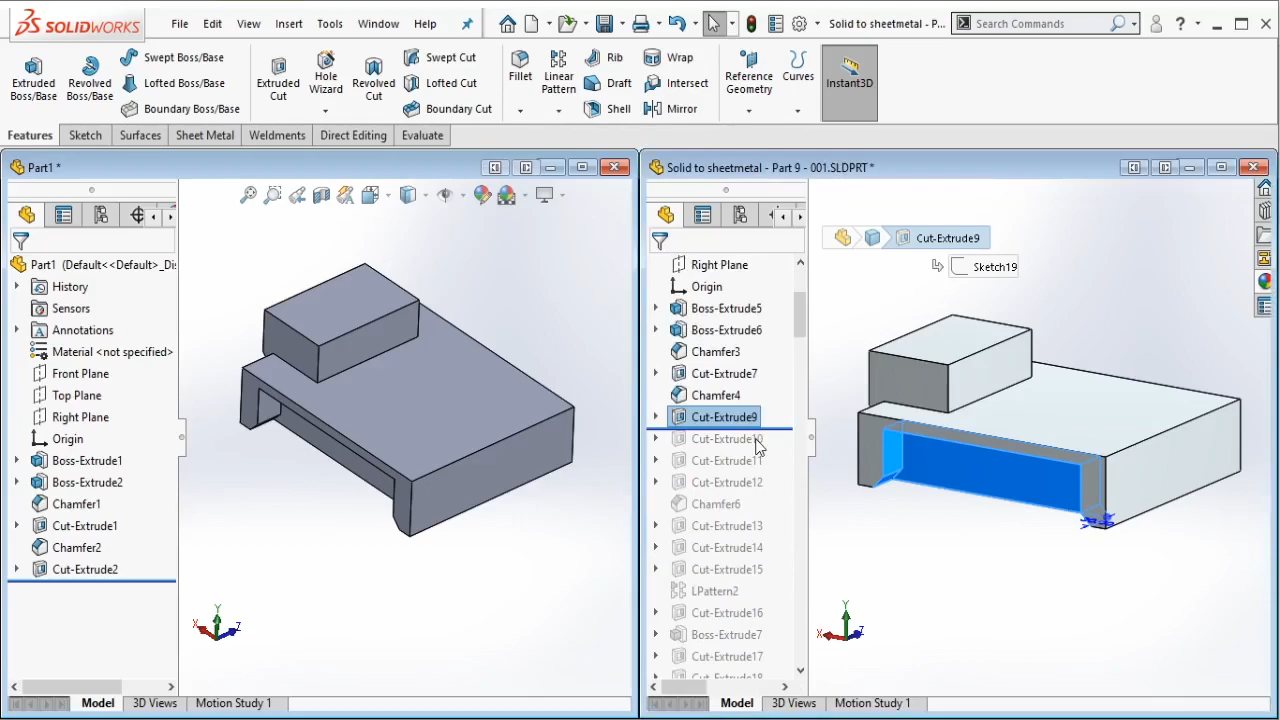 SOLIDWORKS
File Edit View Insert Tools Window Help
Solid to sheetmetal - P...
Search Commands
Extruded Boss/Base
Revolved Boss/Base
Swept Boss/Base
Lofted Boss/Base
Boundary Boss/Base
Extruded Cut
Hole Wizard
Revolved Cut
Swept Cut
Lofted Cut
Boundary Cut
Fillet
Linear Pattern
Rib
Draft
Shell
Wrap
Intersect
Mirror
Reference Geometry
Curves
Instant3D
Features Sketch Surfaces Sheet Metal Weldments Direct Editing Evaluate
Part1 *
Part1 (Default<<Default>_Dis
History
Sensors
Annotations
Material <not specified>
Front Plane
Top Plane
Right Plane
Origin
Boss-Extrude1
Boss-Extrude2
Chamfer1
Cut-Extrude1
Chamfer2
Cut-Extrude2
Y
X
Z
Model 3D Views Motion Study 1
Solid to sheetmetal - Part 9 - 001.SLDPRT *
Right Plane
Origin
Boss-Extrude5
Boss-Extrude6
Chamfer3
Cut-Extrude7
Chamfer4
Cut-Extrude9
Cut-Extrude10
Cut-Extrude11
Cut-Extrude12
Chamfer6
Cut-Extrude13
Cut-Extrude14
Cut-Extrude15
LPattern2
Cut-Extrude16
Boss-Extrude7
Cut-Extrude17
Cut-Extrude18
Cut-Extrude9
Sketch19
Y
X
Z
Model 3D Views Motion Study 1